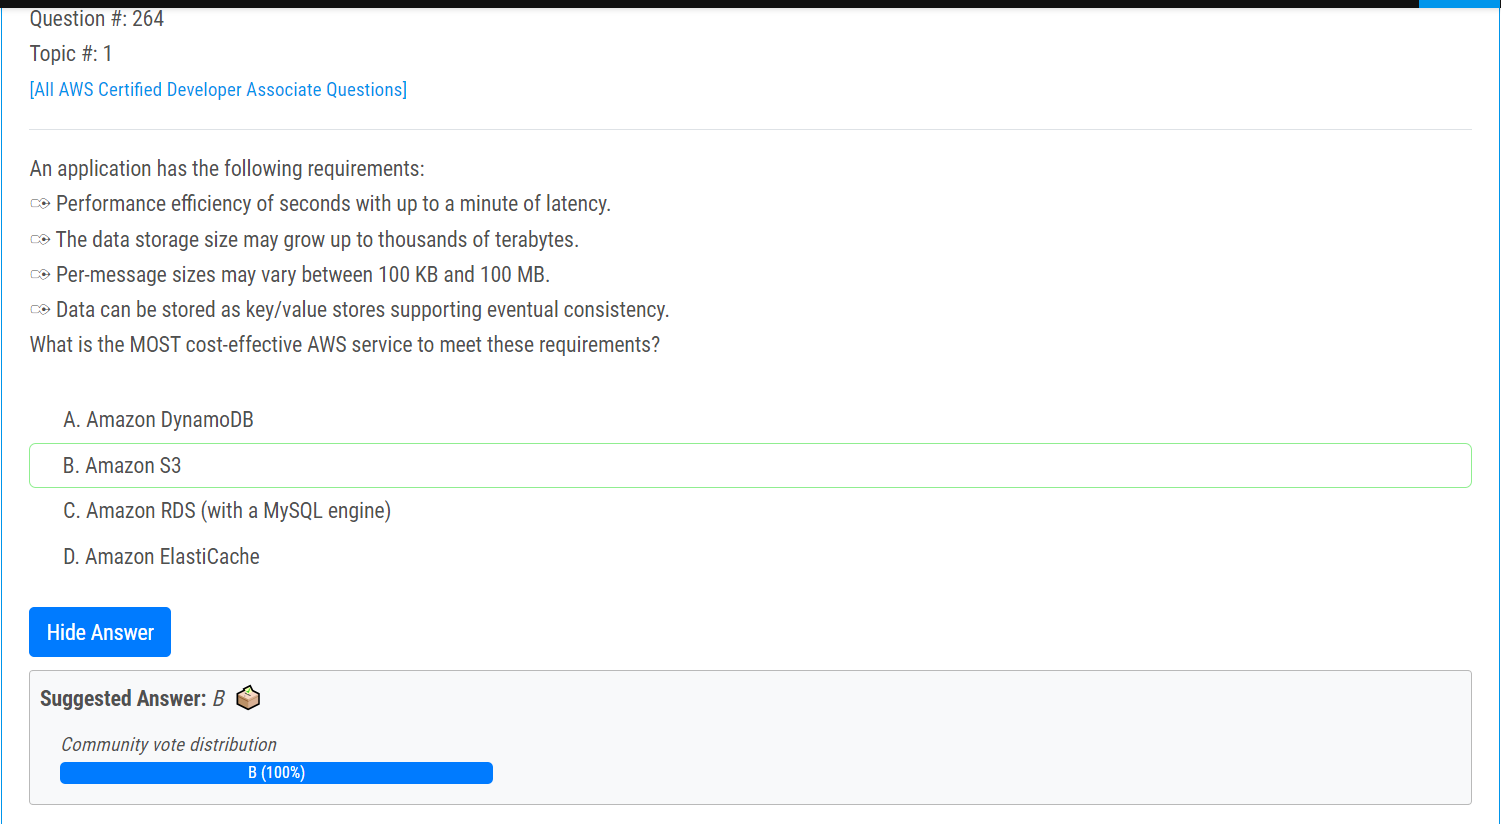 Question #: 264
Topic #: 1
[All AWS Certified Developer Associate Questions]
An application has the following requirements:
Performance efficiency of seconds with up to a minute of latency.
The data storage size may grow up to thousands of terabytes.
Per-message sizes may vary between 100 KB and 100 MB.
Data can be stored as key/value stores supporting eventual consistency.
What is the MOST cost-effective AWS service to meet these requirements?
A. Amazon DynamoDB
B. Amazon S3
C. Amazon RDS (with a MySQL engine)
D. Amazon ElastiCache
Hide Answer
Suggested Answer: B
Community vote distribution
B (100%)